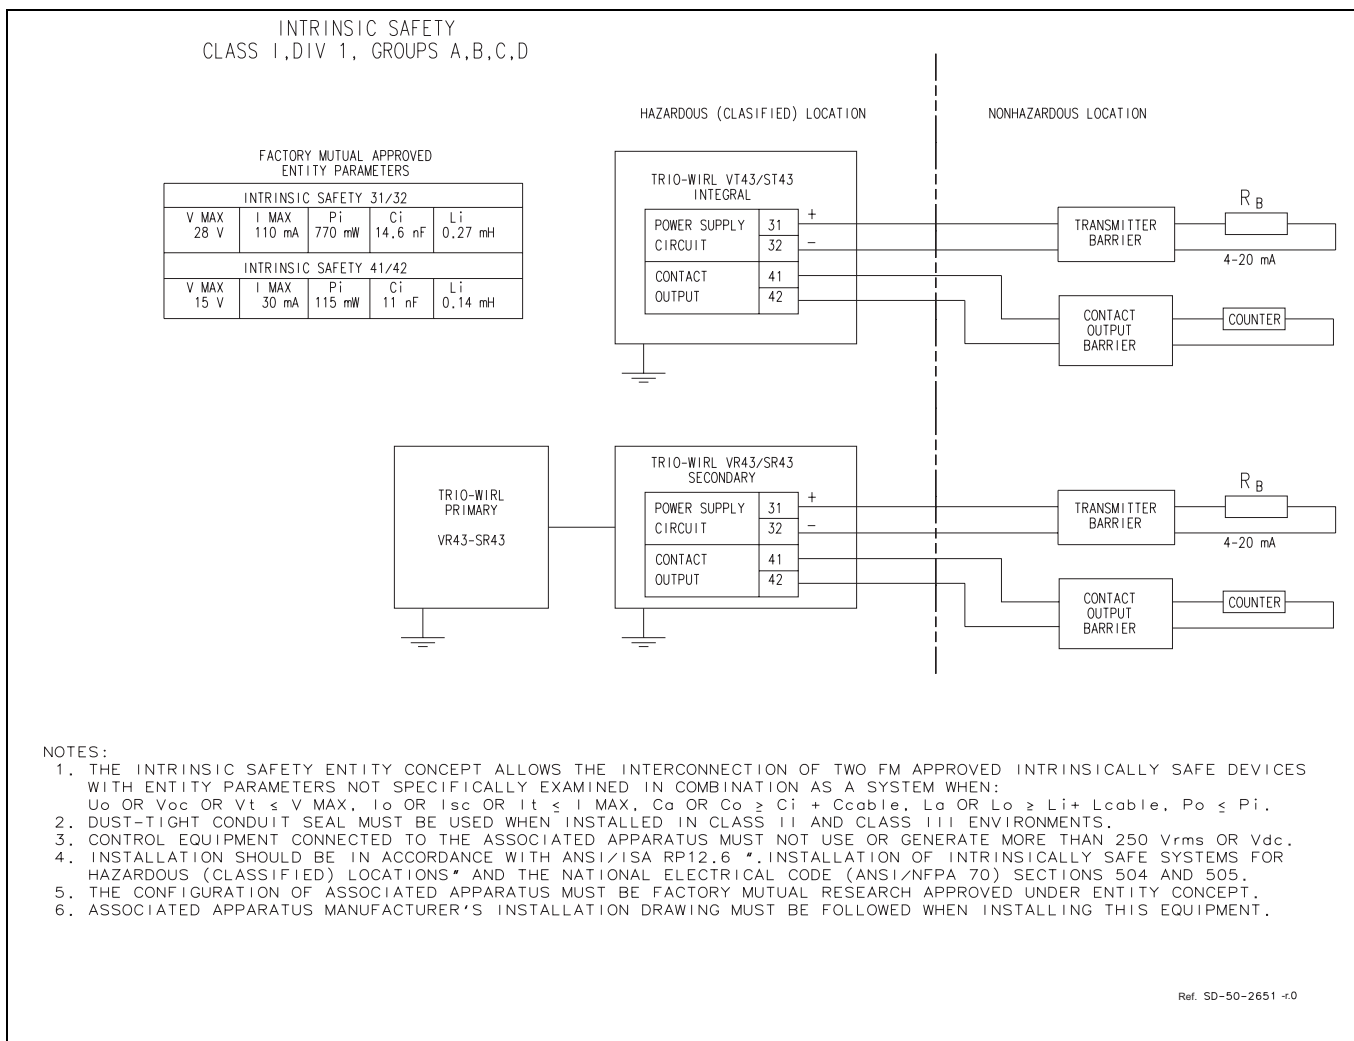 INTRINSIC SAFETY
CLASS I,DIV 1, GROUPS A,B,C,D
HAZARDOUS (CLASIFIED) LOCATION
NONHAZARDOUS LOCATION
FACTORY MUTUAL APPROVED
ENTITY PARAMETERS
INTRINSIC SAFETY 31/32
V MAX I MAX Pi Ci Li
28 V 110 mA 770 mW 14.6 nF 0.27 mH
INTRINSIC SAFETY 41/42
V MAX I MAX Pi Ci Li
15 V 30 mA 115 mW 11 nF 0.14 mH
TRIO-WIRL VT43/ST43
INTEGRAL
POWER SUPPLY 31 +
CIRCUIT 32 -
CONTACT 41
OUTPUT 42
TRANSMITTER
BARRIER
R B
4-20 mA
CONTACT
OUTPUT
BARRIER
COUNTER
TRIO-WIRL
PRIMARY
VR43-SR43
TRIO-WIRL VR43/SR43
SECONDARY
POWER SUPPLY 31 +
CIRCUIT 32 -
CONTACT 41
OUTPUT 42
TRANSMITTER
BARRIER
R B
4-20 mA
CONTACT
OUTPUT
BARRIER
COUNTER
NOTES:
1. THE INTRINSIC SAFETY ENTITY CONCEPT ALLOWS THE INTERCONNECTION OF TWO FM APPROVED INTRINSICALLY SAFE DEVICES
WITH ENTITY PARAMETERS NOT SPECIFICALLY EXAMINED IN COMBINATION AS A SYSTEM WHEN:
Uo OR Voc OR Vt ≤ V MAX, Io OR Isc OR It ≤ I MAX, Ca OR Co ≥ Ci + Ccable, La OR Lo ≥ Li+ Lcable, Po ≤ Pi.
2. DUST-TIGHT CONDUIT SEAL MUST BE USED WHEN INSTALLED IN CLASS II AND CLASS III ENVIRONMENTS.
3. CONTROL EQUIPMENT CONNECTED TO THE ASSOCIATED APPARATUS MUST NOT USE OR GENERATE MORE THAN 250 Vrms OR Vdc.
4. INSTALLATION SHOULD BE IN ACCORDANCE WITH ANSI/ISA RP12.6 ".INSTALLATION OF INTRINSICALLY SAFE SYSTEMS FOR
HAZARDOUS (CLASSIFIED) LOCATIONS" AND THE NATIONAL ELECTRICAL CODE (ANSI/NFPA 70) SECTIONS 504 AND 505.
5. THE CONFIGURATION OF ASSOCIATED APPARATUS MUST BE FACTORY MUTUAL RESEARCH APPROVED UNDER ENTITY CONCEPT.
6. ASSOCIATED APPARATUS MANUFACTURER'S INSTALLATION DRAWING MUST BE FOLLOWED WHEN INSTALLING THIS EQUIPMENT.
Ref. SD-50-2651 -r.0